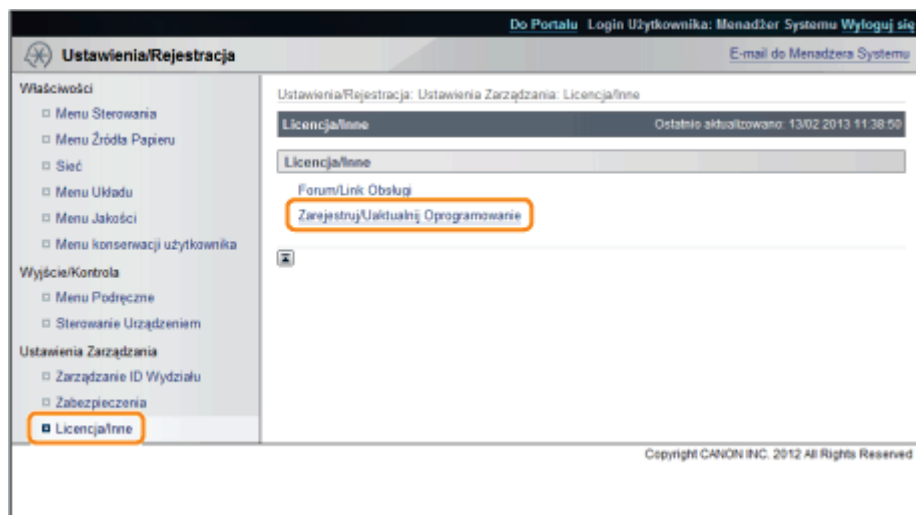 Do Portalu Login Użytkownika: Menadżer Systemu Wyloguj się
Ustawienia/Rejestracja
E-mail do Menadżera Systemu
Właściwości
Menu Sterowania
Menu Źródła Papieru
Sieć
Menu Układu
Menu Jakości
Menu konserwacji użytkownika
Wyjście/Kontrola
Menu Podręczne
Sterowanie Urządzeniem
Ustawienia Zarządzania
Zarządzanie ID Wydziału
Zabezpieczenia
Licencja/Inne
Ustawienia/Rejestracja: Ustawienia Zarządzania: Licencja/Inne
Licencja/Inne
Ostatnio aktualizowano: 13/02 2013 11:38:50
Licencja/Inne
Forum/Link Obsługi
Zarejestruj/Uaktualnij Oprogramowanie
Copyright CANON INC. 2012 All Rights Reserved